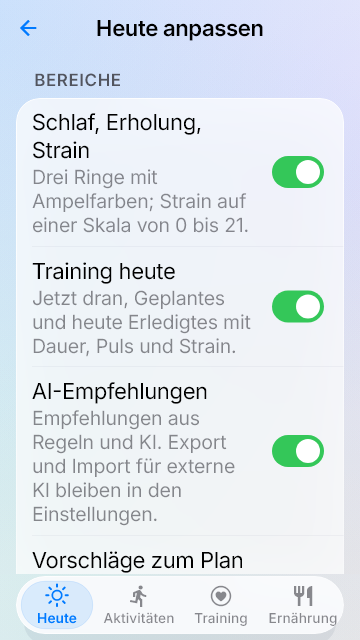 Heute anpassen
BEREICHE
Schlaf, Erholung,
Strain
Drei Ringe mit
Ampelfarben; Strain auf
einer Skala von 0 bis 21.
Training heute
Jetzt dran, Geplantes
und heute Erledigtes mit
Dauer, Puls und Strain.
AI-Empfehlungen
Empfehlungen aus
Regeln und KI. Export
und Import für externe
KI bleiben in den
Einstellungen.
Vorschläge zum Plan
Heute Aktivitäten Training Ernährung